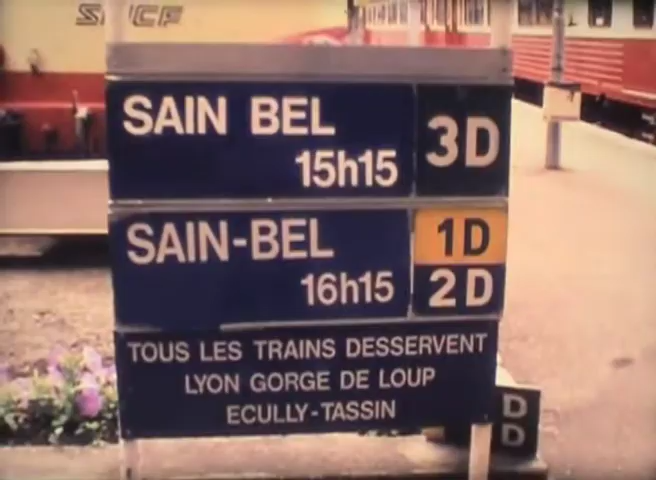 SNCF
SAIN BEL 3D
15h15
SAIN-BEL 1D
16h15 2D
TOUS LES TRAINS DESSERVENT
LYON GORGE DE LOUP
ECULLY-TASSIN
D
D